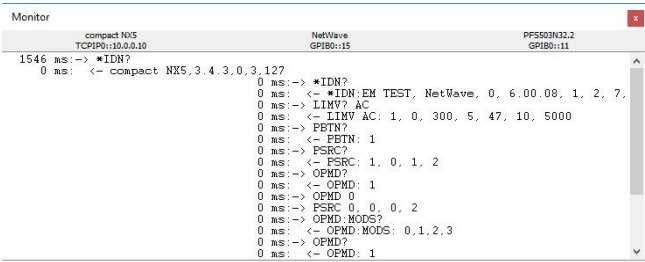 Monitor
x
compact NX5 NetWave PFS503N32.2
TCPIP0::10.0.0.10 GPIB0::15 GPIB0::11
1546 ms:-> *IDN?
0 ms: <- compact NX5,3.4.3,0,3,127
0 ms:-> *IDN?
0 ms: <- *IDN:EM TEST, NetWave, 0, 6.00.08, 1, 2, 7,
0 ms:-> LIMV? AC
0 ms: <- LIMV AC: 1, 0, 300, 5, 47, 10, 5000
0 ms:-> PBTN?
0 ms: <- PBTN: 1
0 ms:-> PSRC?
0 ms: <- PSRC: 1, 0, 1, 2
0 ms:-> OPMD?
0 ms: <- OPMD: 1
0 ms:-> OPMD 0
0 ms:-> PSRC 0, 0, 0, 2
0 ms:-> OPMD:MODS?
0 ms: <- OPMD:MODS: 0,1,2,3
0 ms:-> OPMD?
0 ms: <- OPMD: 1